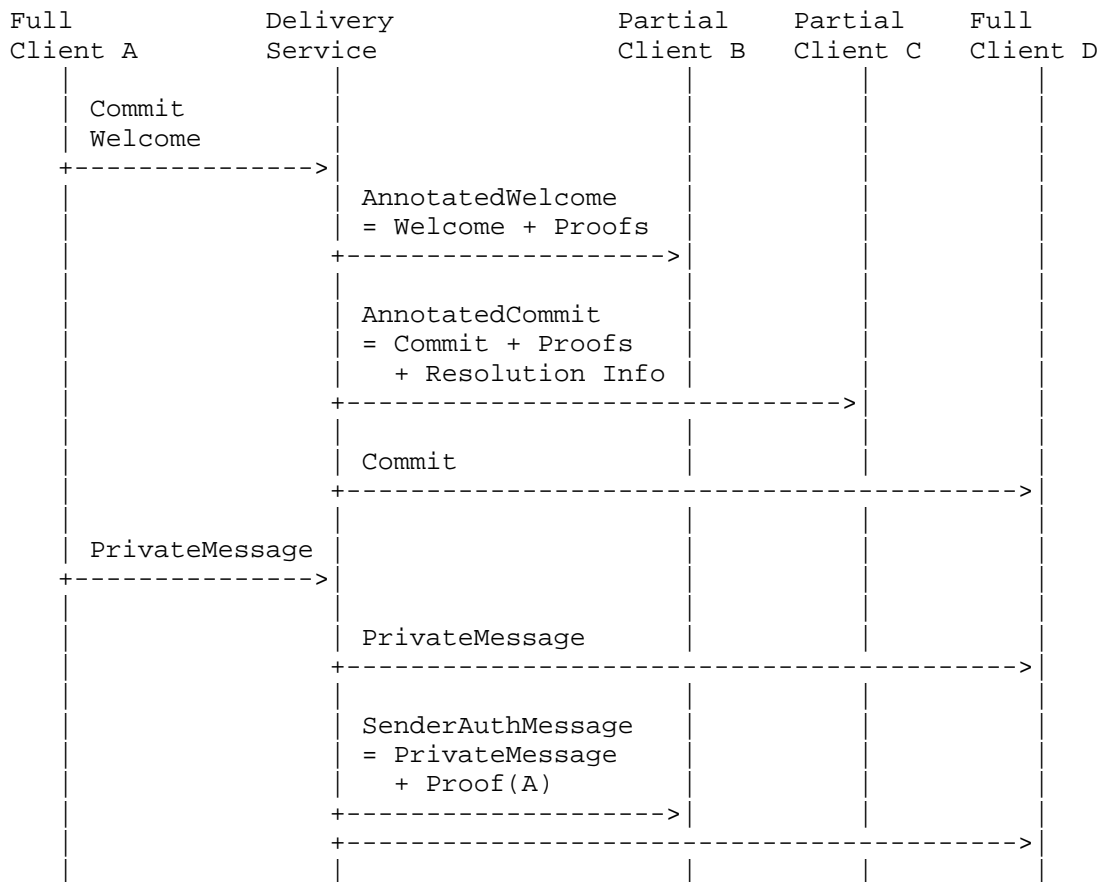 Full Delivery Partial Partial Full
Client A Service Client B Client C Client D
Commit
Welcome
AnnotatedWelcome
= Welcome + Proofs
AnnotatedCommit
= Commit + Proofs
+ Resolution Info
Commit
PrivateMessage
PrivateMessage
SenderAuthMessage
= PrivateMessage
+ Proof(A)